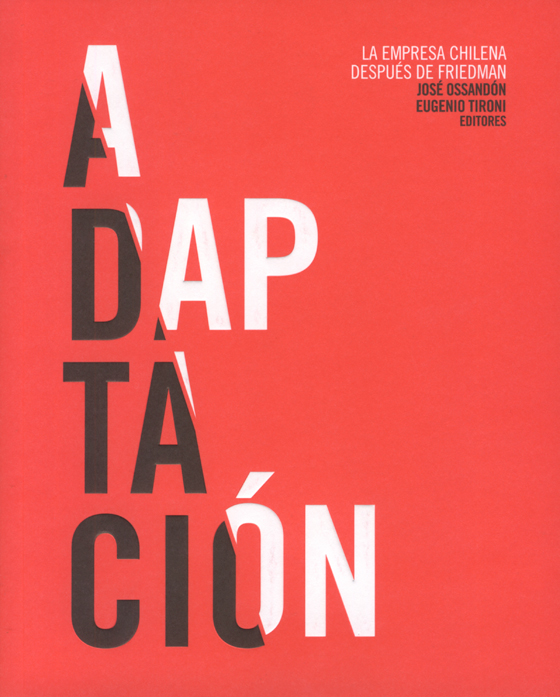 LA EMPRESA CHILENA
DESPUÉS DE FRIEDMAN
JOSÉ OSSANDÓN
EUGENIO TIRONI
EDITORES
A
DAP
TA
CIÓN